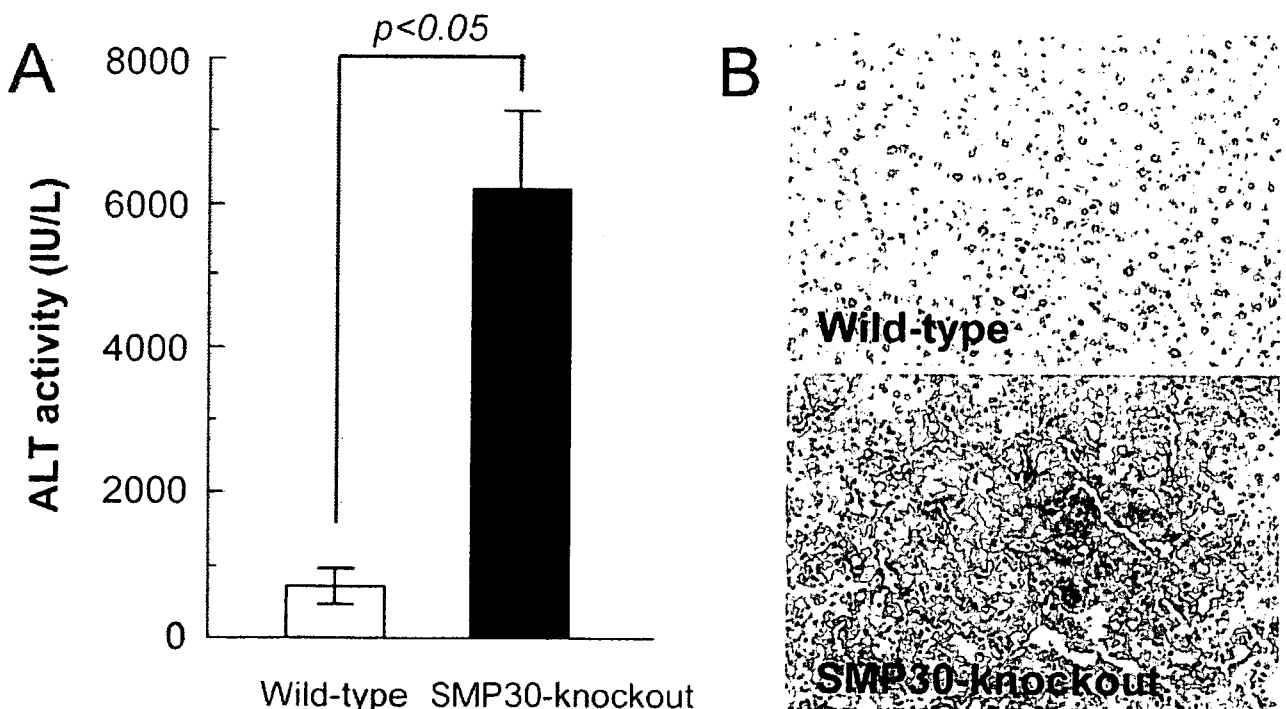 A
p<0.05
8000
6000
4000
2000
0
ALT activity (IU/L)
Wild-type SMP30-knockout
B
Wild-type
SMP30-knockout